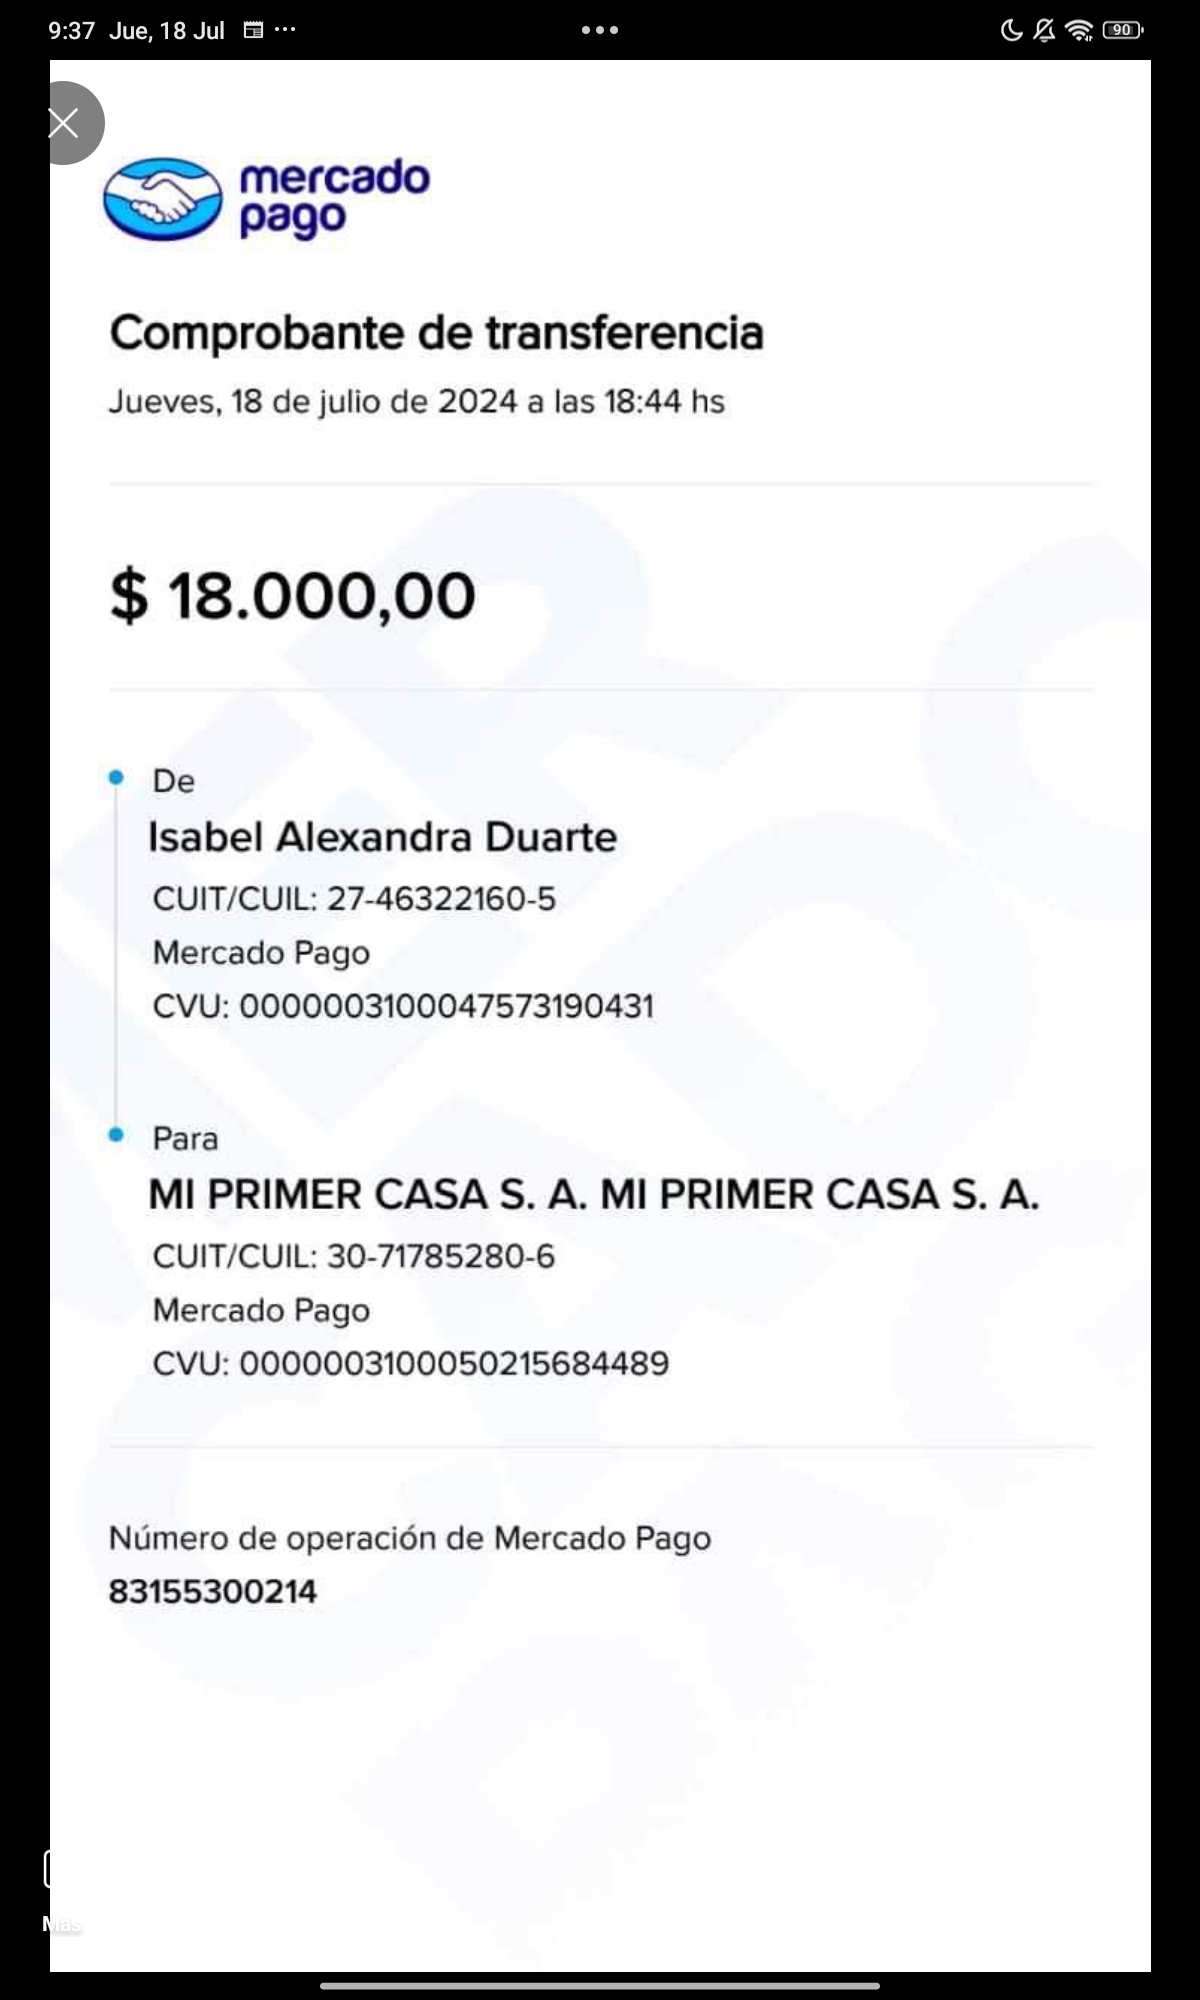 9:37 Jue, 18 Jul
90
mercado
pago
Comprobante de transferencia
Jueves, 18 de julio de 2024 a las 18:44 hs
$ 18.000,00
De
Isabel Alexandra Duarte
CUIT/CUIL: 27-46322160-5
Mercado Pago
CVU: 0000003100047573190431
Para
MI PRIMER CASA S. A. MI PRIMER CASA S. A.
CUIT/CUIL: 30-71785280-6
Mercado Pago
CVU: 0000003100050215684489
Número de operación de Mercado Pago
83155300214
Más